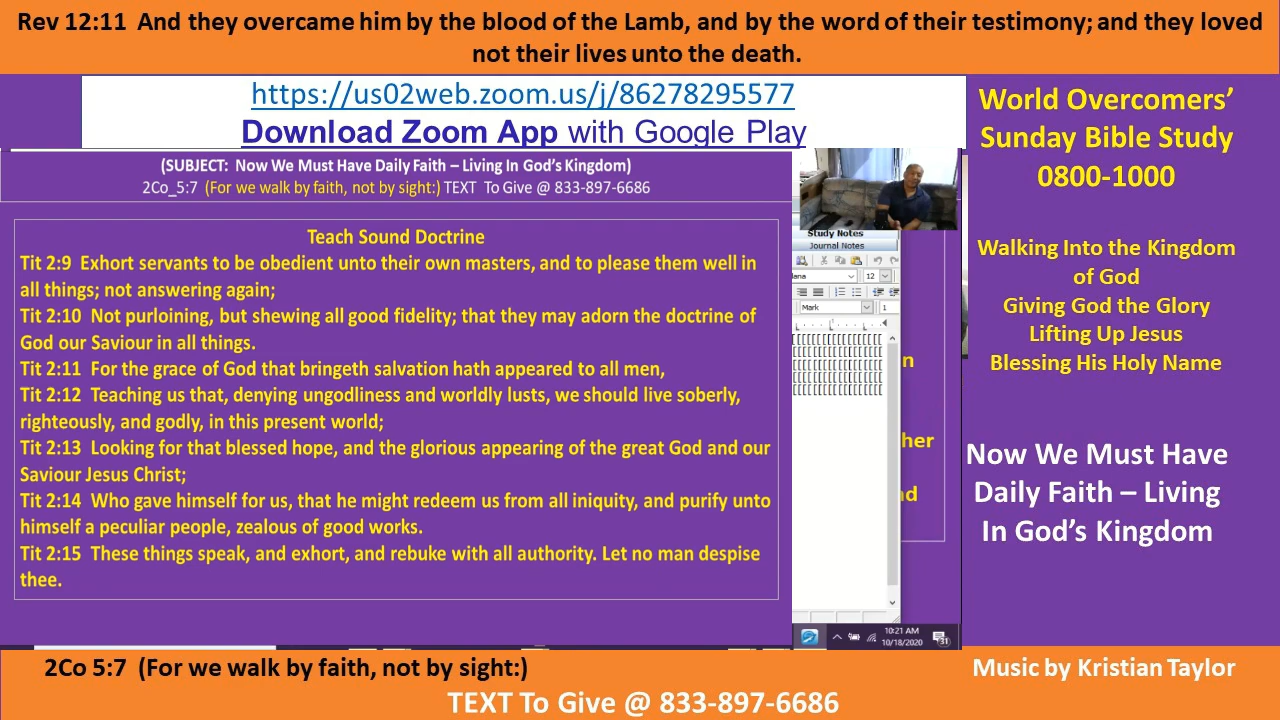 Rev 12:11  And they overcame him by the blood of the Lamb, and by the word of their testimony; and they loved
not their lives unto the death.
https://us02web.zoom.us/j/86278295577
Download Zoom App with Google Play
(SUBJECT:  Now We Must Have Daily Faith – Living In God's Kingdom)
2Co_5:7  (For we walk by faith, not by sight:) TEXT  To Give @ 833-897-6686
Teach Sound Doctrine
Tit 2:9  Exhort servants to be obedient unto their own masters, and to please them well in
all things; not answering again;
Tit 2:10  Not purloining, but shewing all good fidelity; that they may adorn the doctrine of
God our Saviour in all things.
Tit 2:11  For the grace of God that bringeth salvation hath appeared to all men,
Tit 2:12  Teaching us that, denying ungodliness and worldly lusts, we should live soberly,
righteously, and godly, in this present world;
Tit 2:13  Looking for that blessed hope, and the glorious appearing of the great God and our
Saviour Jesus Christ;
Tit 2:14  Who gave himself for us, that he might redeem us from all iniquity, and purify unto
himself a peculiar people, zealous of good works.
Tit 2:15  These things speak, and exhort, and rebuke with all authority. Let no man despise
thee.
Study Notes
Journal Notes
12
Mark
1
10:21 AM
10/18/2020
31
World Overcomers'
Sunday Bible Study
0800-1000
Walking Into the Kingdom
of God
Giving God the Glory
Lifting Up Jesus
Blessing His Holy Name
Now We Must Have
Daily Faith – Living
In God's Kingdom
2Co 5:7  (For we walk by faith, not by sight:)
Music by Kristian Taylor
TEXT To Give @ 833-897-6686